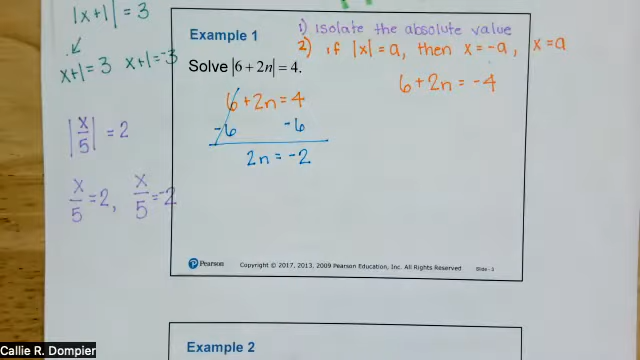 |x+1| = 3
x+1 = 3 x+1 = -3
|x/5| = 2
x/5 = 2, x/5 = -2
Example 1
1) isolate the absolute value
2) if |x| = a, then x = -a, x = a
Solve |6 + 2n| = 4.
6 + 2n = 4
6 + 2n = -4
-6 -6
2n = -2
Pearson
Copyright © 2017, 2013, 2009 Pearson Education, Inc. All Rights Reserved
Slide - 3
Example 2
Callie R. Dompier